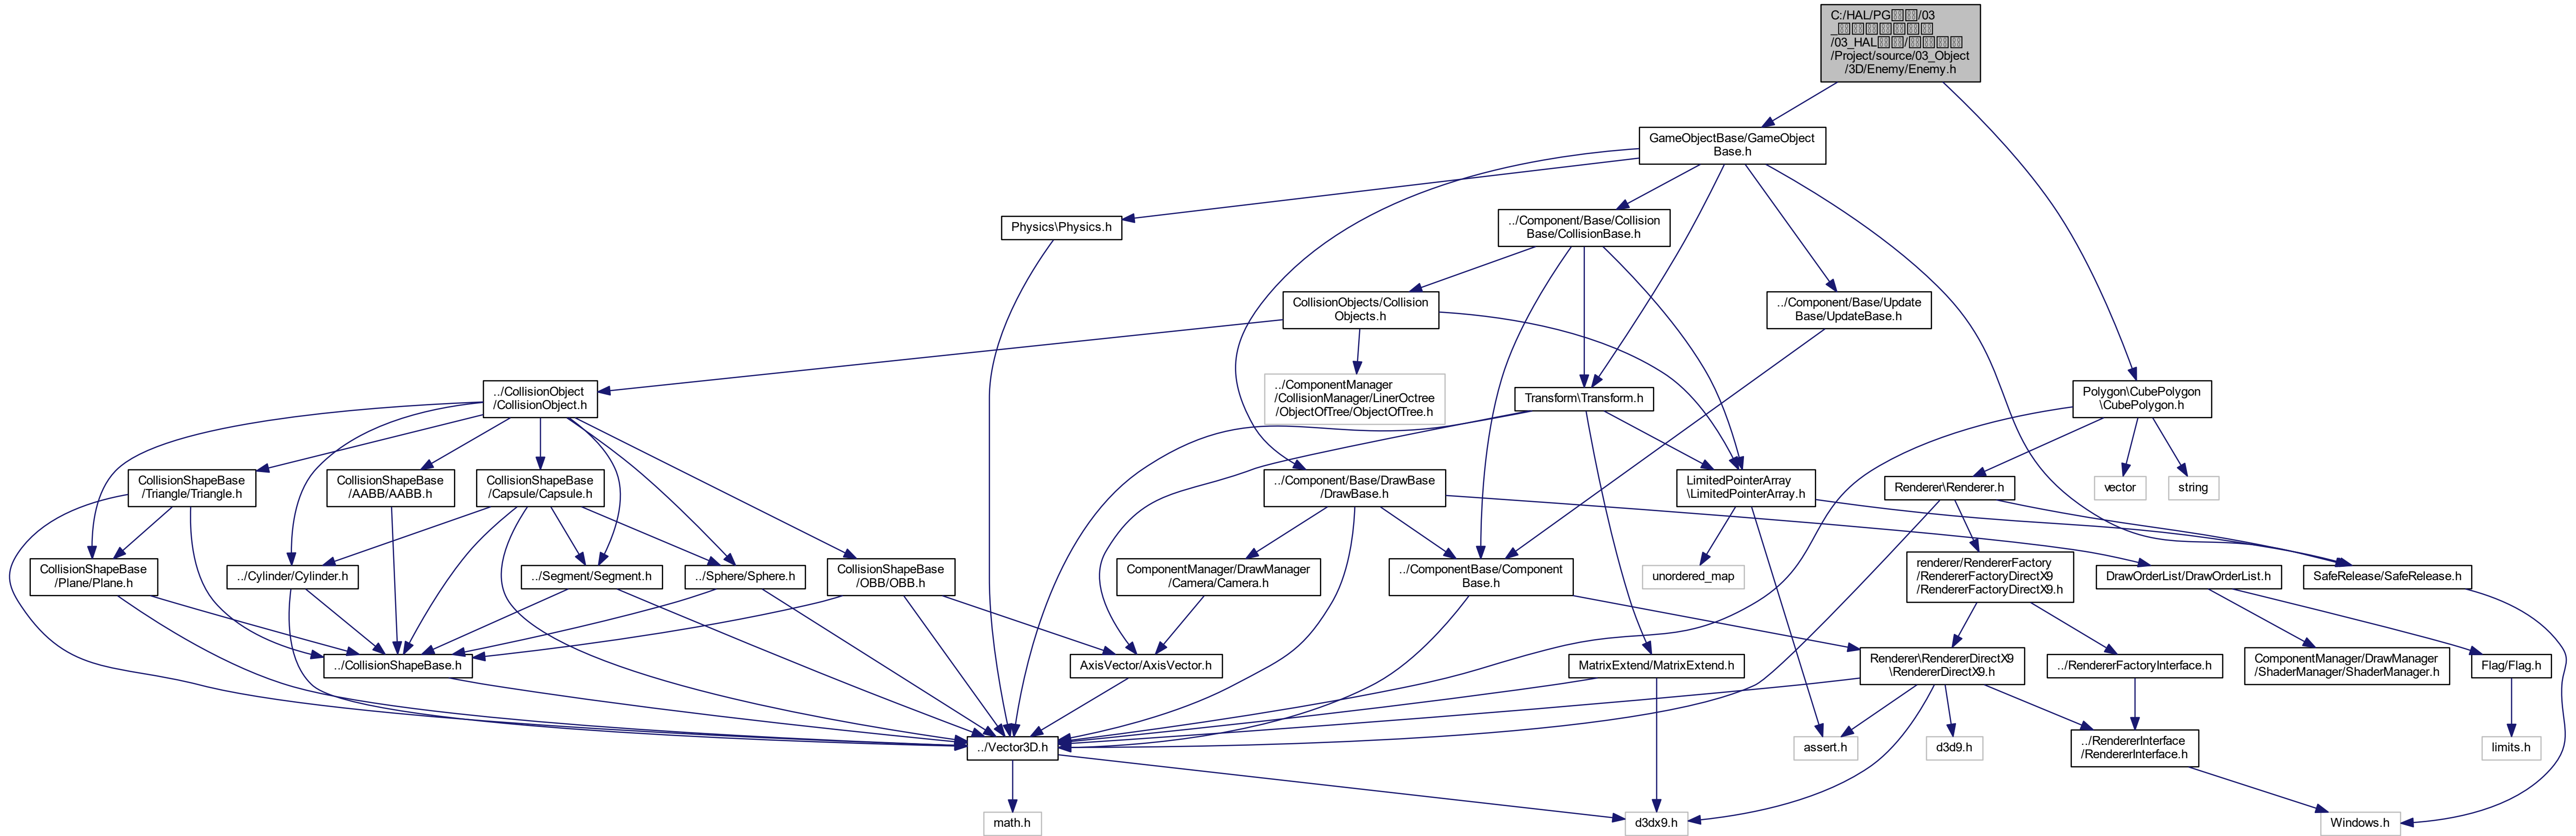 C:/HAL/PG/03
_
/03_HAL/
/Project/source/03_Object
/3D/Enemy/Enemy.h
GameObjectBase/GameObject
Base.h
Physics\Physics.h
../Component/Base/Collision
Base/CollisionBase.h
CollisionObjects/Collision
Objects.h
../Component/Base/Update
Base/UpdateBase.h
../CollisionObject
/CollisionObject.h
../ComponentManager
/CollisionManager/LinerOctree
/ObjectOfTree/ObjectOfTree.h
Transform\Transform.h
Polygon\CubePolygon
\CubePolygon.h
CollisionShapeBase
/Triangle/Triangle.h
CollisionShapeBase
/AABB/AABB.h
CollisionShapeBase
/Capsule/Capsule.h
../Component/Base/DrawBase
/DrawBase.h
LimitedPointerArray
\LimitedPointerArray.h
Renderer\Renderer.h
vector
string
CollisionShapeBase
/Plane/Plane.h
../Cylinder/Cylinder.h
../Segment/Segment.h
../Sphere/Sphere.h
CollisionShapeBase
/OBB/OBB.h
ComponentManager/DrawManager
/Camera/Camera.h
../ComponentBase/Component
Base.h
unordered_map
renderer/RendererFactory
/RendererFactoryDirectX9
/RendererFactoryDirectX9.h
DrawOrderList/DrawOrderList.h
SafeRelease/SafeRelease.h
../CollisionShapeBase.h
AxisVector/AxisVector.h
MatrixExtend/MatrixExtend.h
Renderer\RendererDirectX9
\RendererDirectX9.h
../RendererFactoryInterface.h
ComponentManager/DrawManager
/ShaderManager/ShaderManager.h
Flag/Flag.h
../Vector3D.h
assert.h
d3d9.h
../RendererInterface
/RendererInterface.h
limits.h
math.h
d3dx9.h
Windows.h